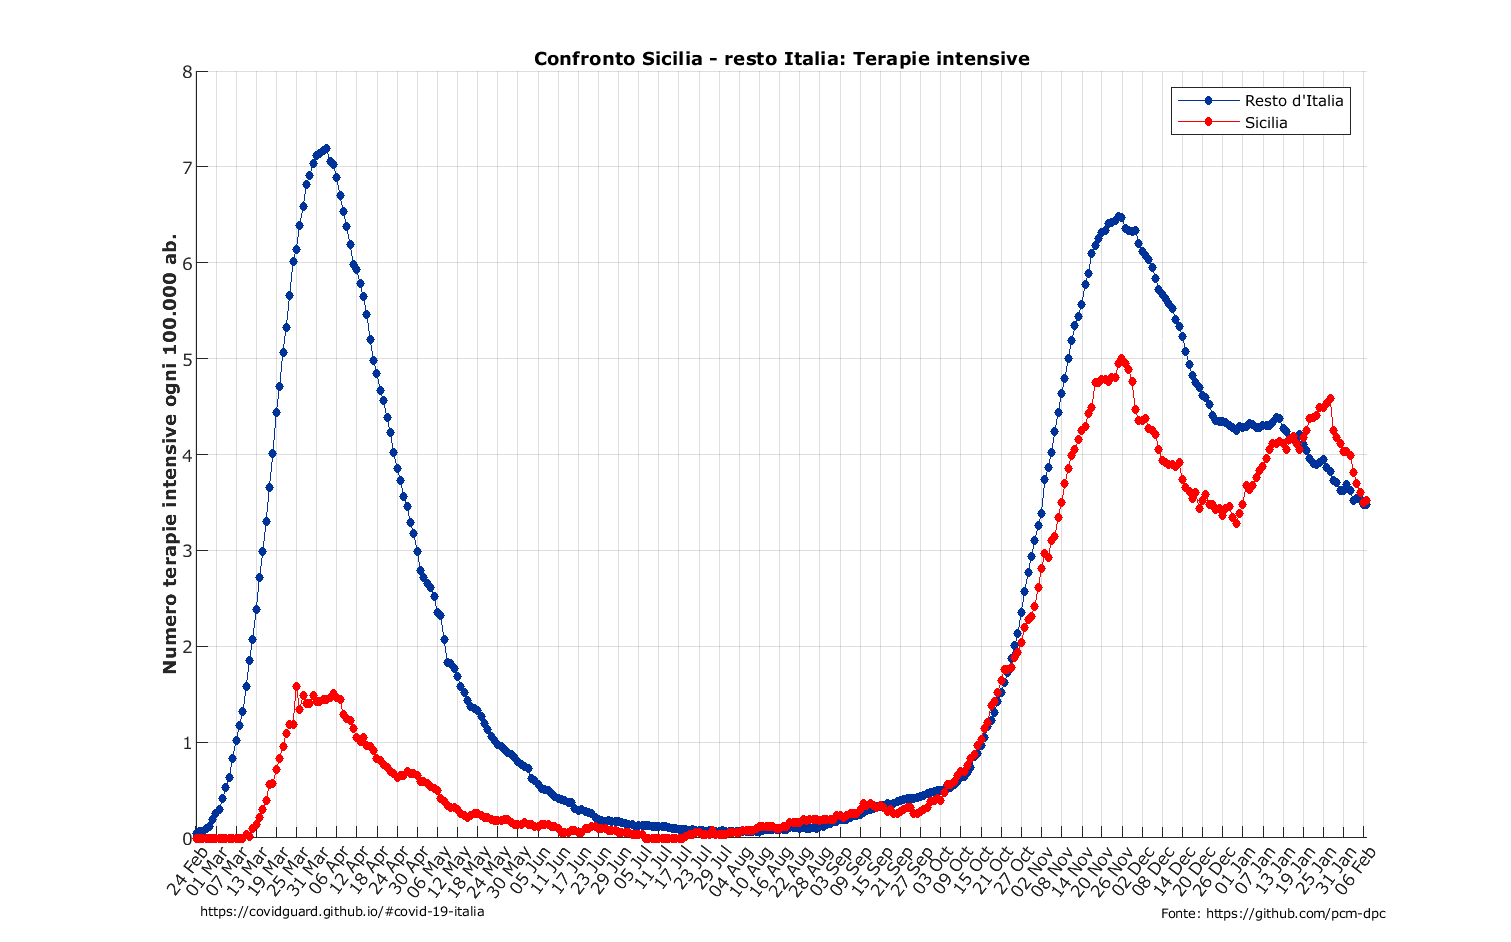 Confronto Sicilia - resto Italia: Terapie intensive
Resto d'Italia
Sicilia
Numero terapie intensive ogni 100.000 ab.
8
7
6
5
4
3
2
1
0
24 Feb
01 Mar
07 Mar
13 Mar
19 Mar
25 Mar
31 Mar
06 Apr
12 Apr
18 Apr
24 Apr
30 Apr
06 May
12 May
18 May
24 May
30 May
05 Jun
11 Jun
17 Jun
23 Jun
29 Jun
05 Jul
11 Jul
17 Jul
23 Jul
29 Jul
04 Aug
10 Aug
16 Aug
22 Aug
28 Aug
03 Sep
09 Sep
15 Sep
21 Sep
27 Sep
03 Oct
09 Oct
15 Oct
21 Oct
27 Oct
02 Nov
08 Nov
14 Nov
20 Nov
26 Nov
02 Dec
08 Dec
14 Dec
20 Dec
26 Dec
01 Jan
07 Jan
13 Jan
19 Jan
25 Jan
31 Jan
06 Feb
https://covidguard.github.io/#covid-19-italia
Fonte: https://github.com/pcm-dpc